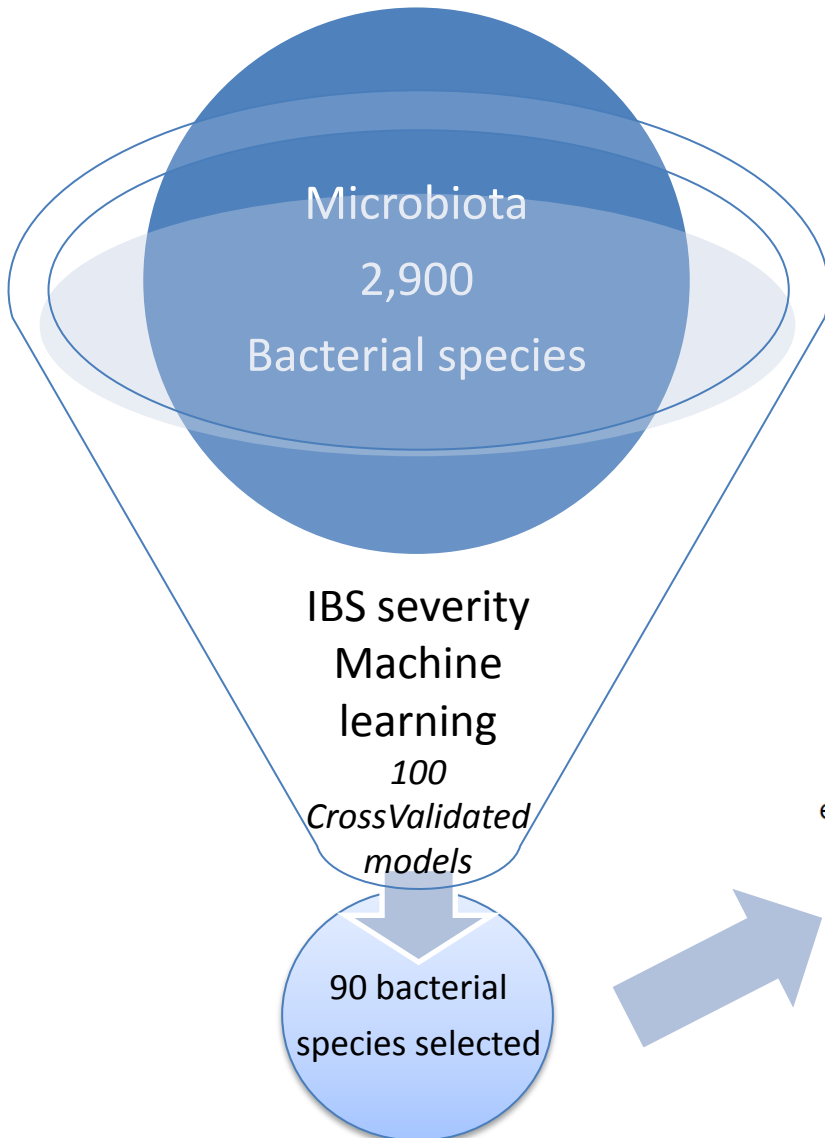 Microbiota
2,900
Bacterial species
IBS severity
Machine
learning
100
CrossValidated
models
90 bacterial
species selected